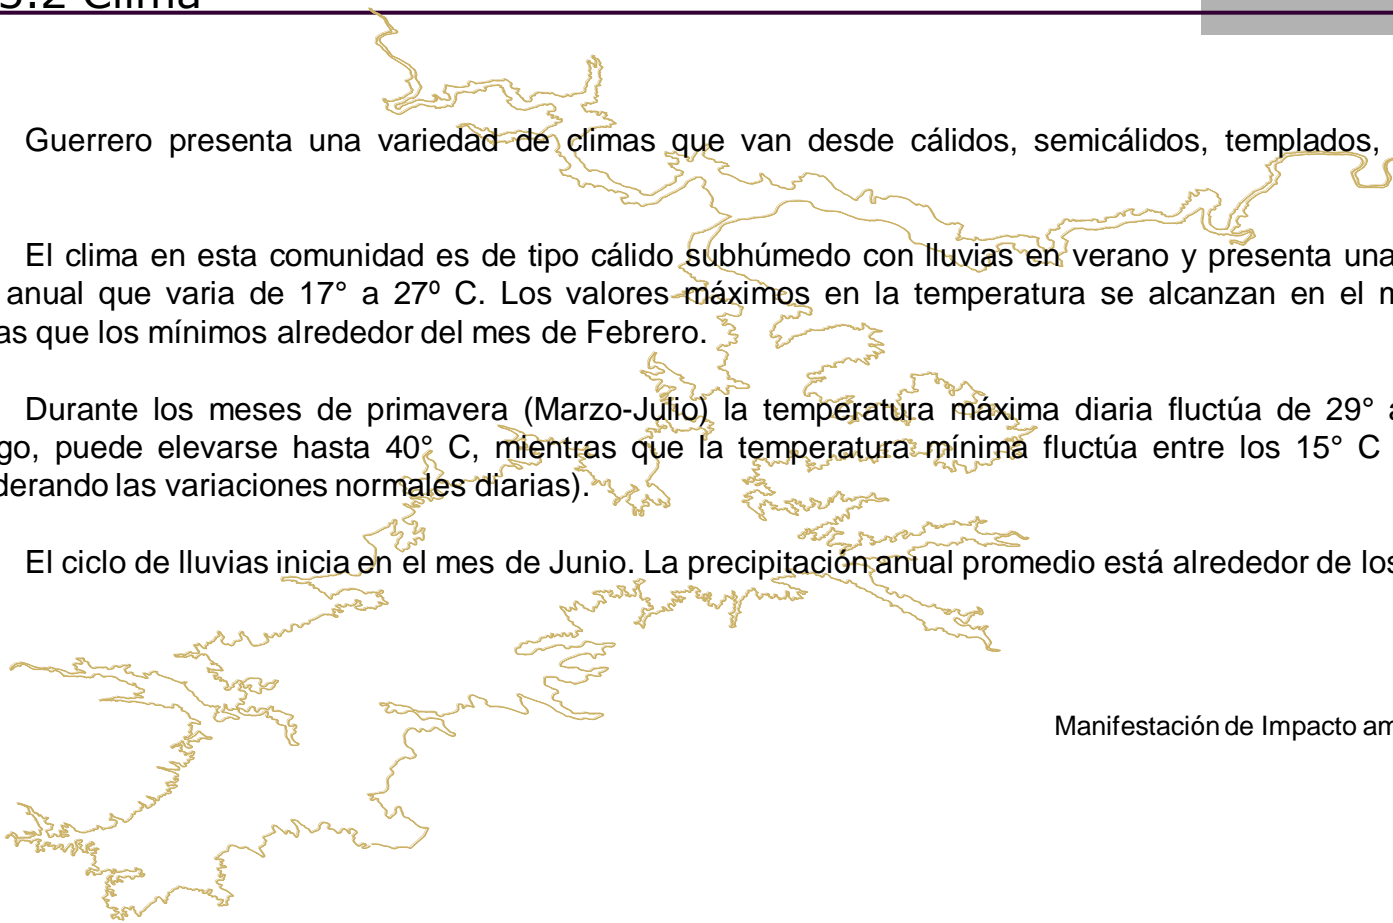 3.2 Clima
Guerrero presenta una variedad de climas que van desde cálidos, semicálidos, templados,
El clima en esta comunidad es de tipo cálido subhúmedo con lluvias en verano y presenta una
anual que varia de 17° a 27º C. Los valores máximos en la temperatura se alcanzan en el
que los mínimos alrededor del mes de Febrero.
Durante los meses de primavera (Marzo-Julio) la temperatura máxima diaria fluctúa de 29°
puede elevarse hasta 40° C, mientras que la temperatura mínima fluctúa entre los 15° C
las variaciones normales diarias).
El ciclo de lluvias inicia en el mes de Junio. La precipitación anual promedio está alrededor de los
Manifestación de Impacto